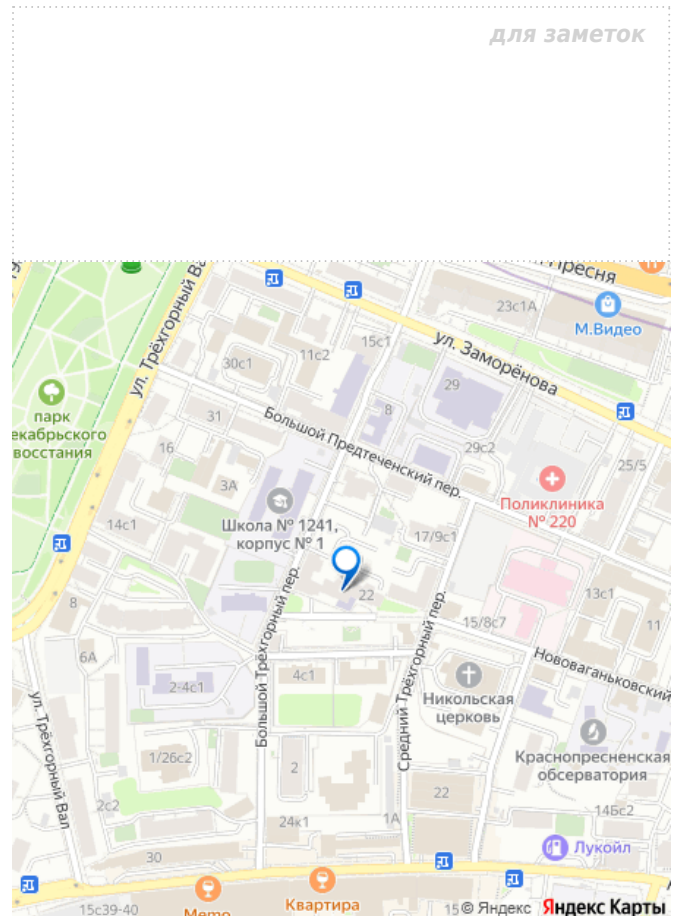 для заметок
Пресня
23с1А
М.Видео
ул. Трёхгорный Ва
15с1
ул. Заморёнова
11с2
30с1
29
парк
екабрьского
восстания
31
8
Большой Предтеченский пер.
29с2
25/5
16
3А
Поликлиника
№ 220
Школа № 1241,
корпус № 1
14с1
17/9с1
22
13с1
8
15/8с7
11
6А
Большой Трёхгорный пер.
Средний Трёхгорный пер.
Нововаганьковский
4с1
2-4с1
Никольская
церковь
ул. Трёхгорный Вал
1/26с2
2
Краснопресненская
обсерватория
22
2с2
24к1
1А
14Бс2
30
Лукойл
15с39-40
Мемо
Квартира
15
© Яндекс
Яндекс Карты